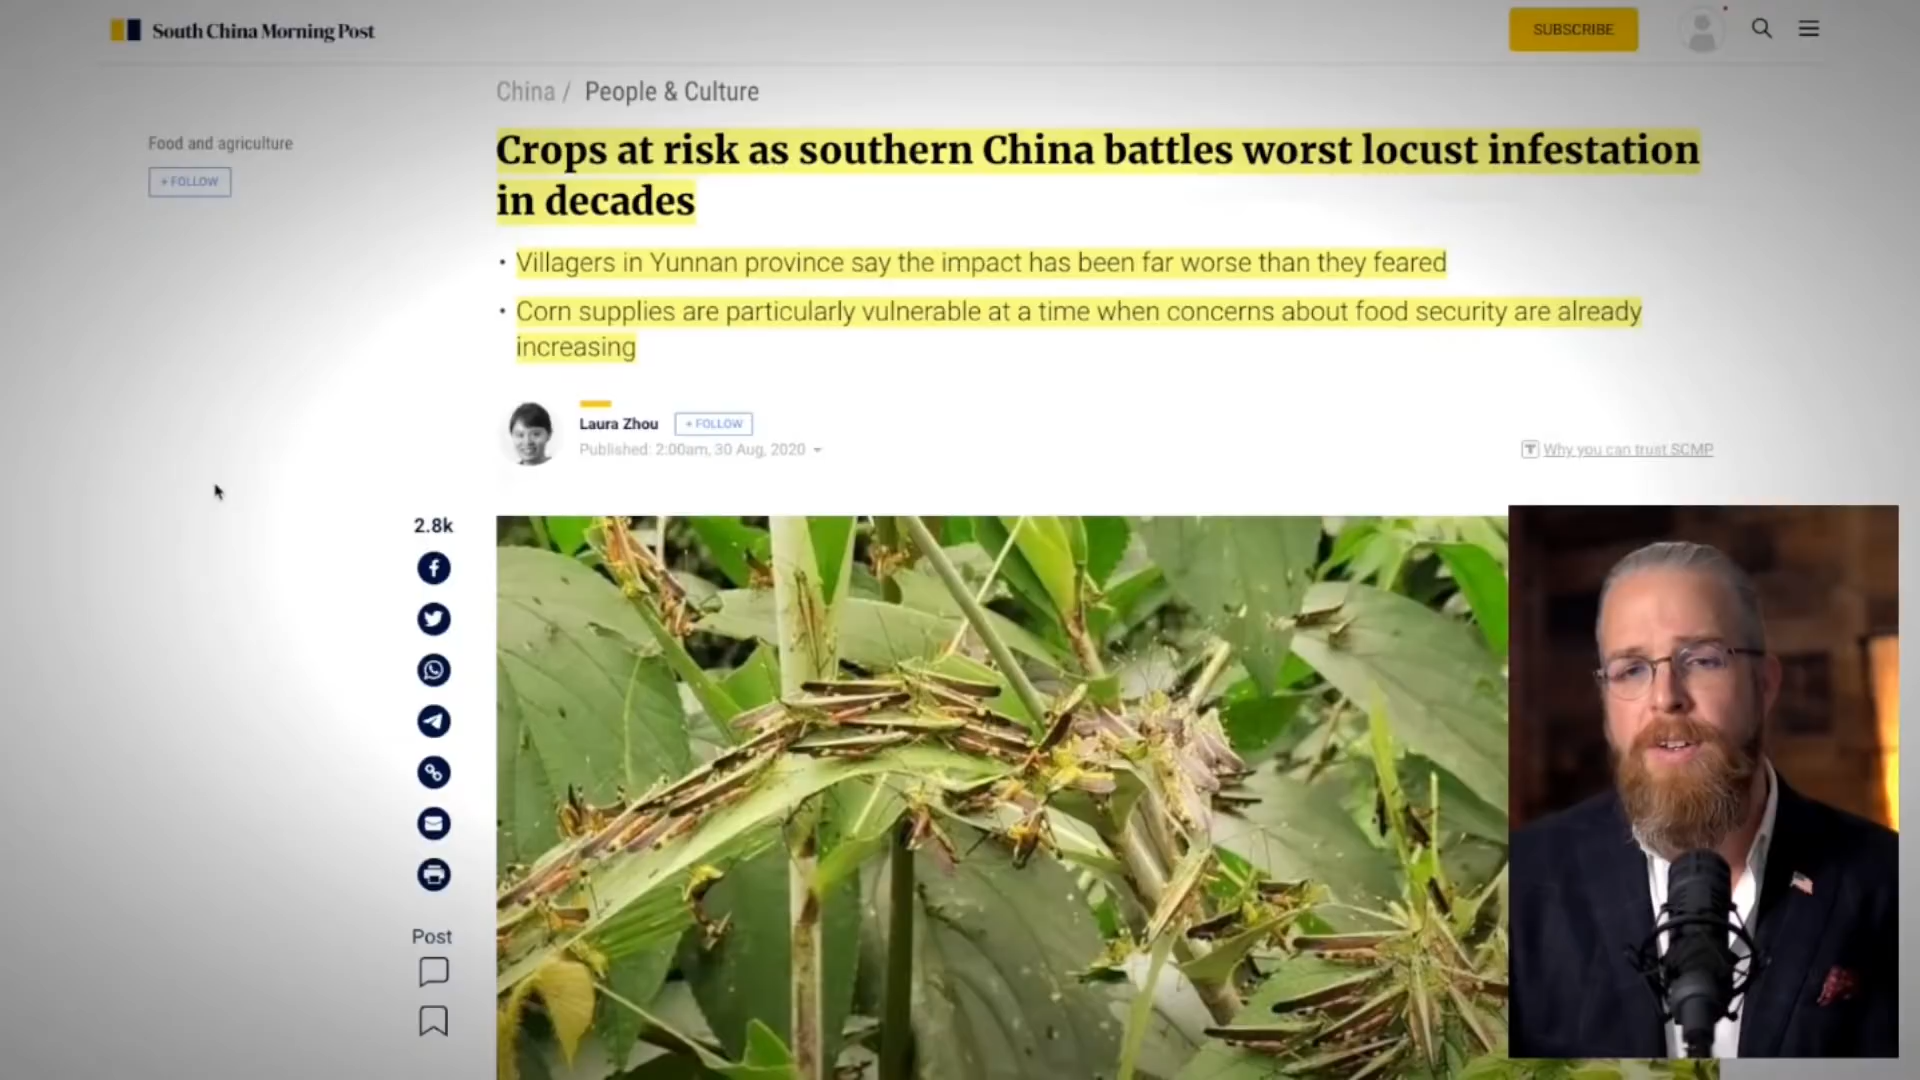 South China Morning Post
SUBSCRIBE
China / People & Culture
Food and agriculture
+ FOLLOW
Crops at risk as southern China battles worst locust infestation
in decades
• Villagers in Yunnan province say the impact has been far worse than they feared
• Corn supplies are particularly vulnerable at a time when concerns about food security are already
increasing
Laura Zhou + FOLLOW
Published: 2:00am, 30 Aug, 2020
Why you can trust SCMP
2.8k
Post